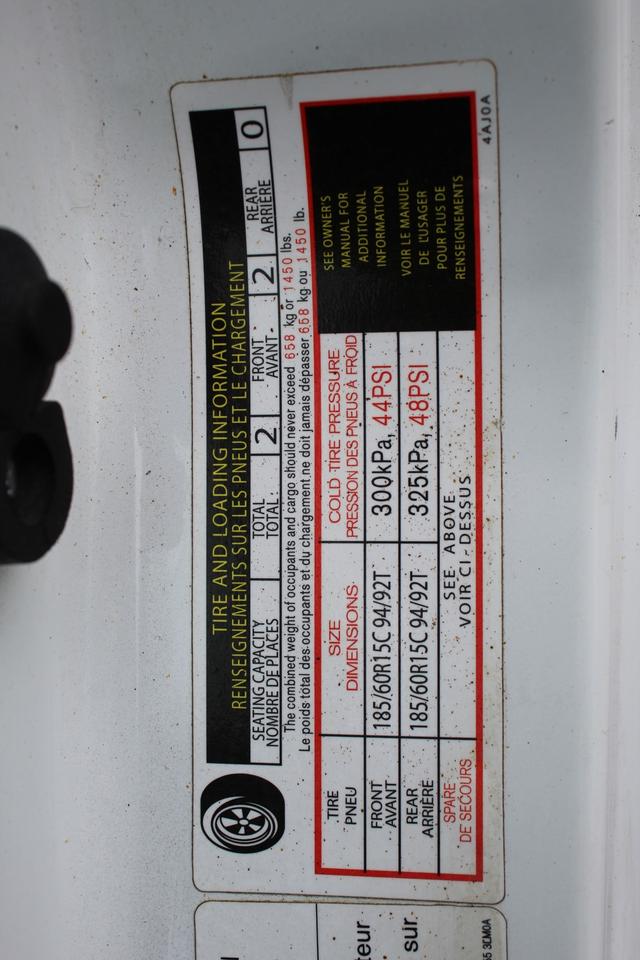 TIRE AND LOADING INFORMATION
RENSEIGNEMENTS SUR LES PNEUS ET LE CHARGEMENT
SEATING CAPACITY TOTAL 2 FRONT 2 REAR 0
NOMBRE DE PLACES TOTAL AVANT ARRIÈRE
The combined weight of occupants and cargo should never exceed 658 kg or 1450 lbs.
Le poids total des occupants et du chargement ne doit jamais dépasser 658 kg ou 1450 lb.
TIRE SIZE COLD TIRE PRESSURE
PNEU DIMENSIONS PRESSION DES PNEUS À FROID
FRONT
AVANT 185/60R15C 94/92T 300kPa, 44PSI
REAR
ARRIÈRE 185/60R15C 94/92T 325kPa, 48PSI
SPARE SEE ABOVE
DE SECOURS VOIR CI-DESSUS
SEE OWNER'S
MANUAL FOR
ADDITIONAL
INFORMATION
VOIR LE MANUEL
DE L'USAGER
POUR PLUS DE
RENSEIGNEMENTS
4AJ0A
teur
sur